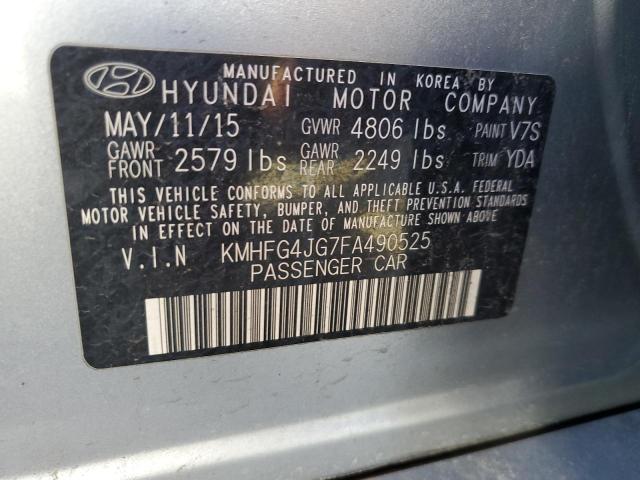 MANUFACTURED IN KOREA BY
HYUNDAI MOTOR COMPANY
MAY/11/15 GVWR 4806 lbs PAINT V7S
GAWR FRONT 2579 lbs GAWR REAR 2249 lbs TRIM YDA
THIS VEHICLE CONFORMS TO ALL APPLICABLE U.S.A. FEDERAL
MOTOR VEHICLE SAFETY, BUMPER, AND THEFT PREVENTION STANDARDS
IN EFFECT ON THE DATE OF MANUFACTURE SHOWN ABOVE.
V.I.N KMHFG4JG7FA490525
PASSENGER CAR